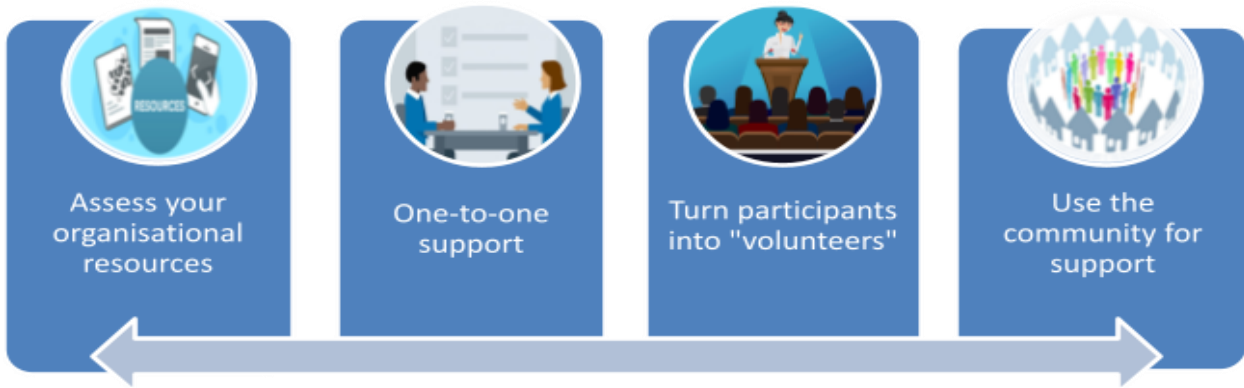 RESOURCES
Assess your
organisational
resources
One-to-one
support
Turn participants
into "volunteers"
Use the
community for
support